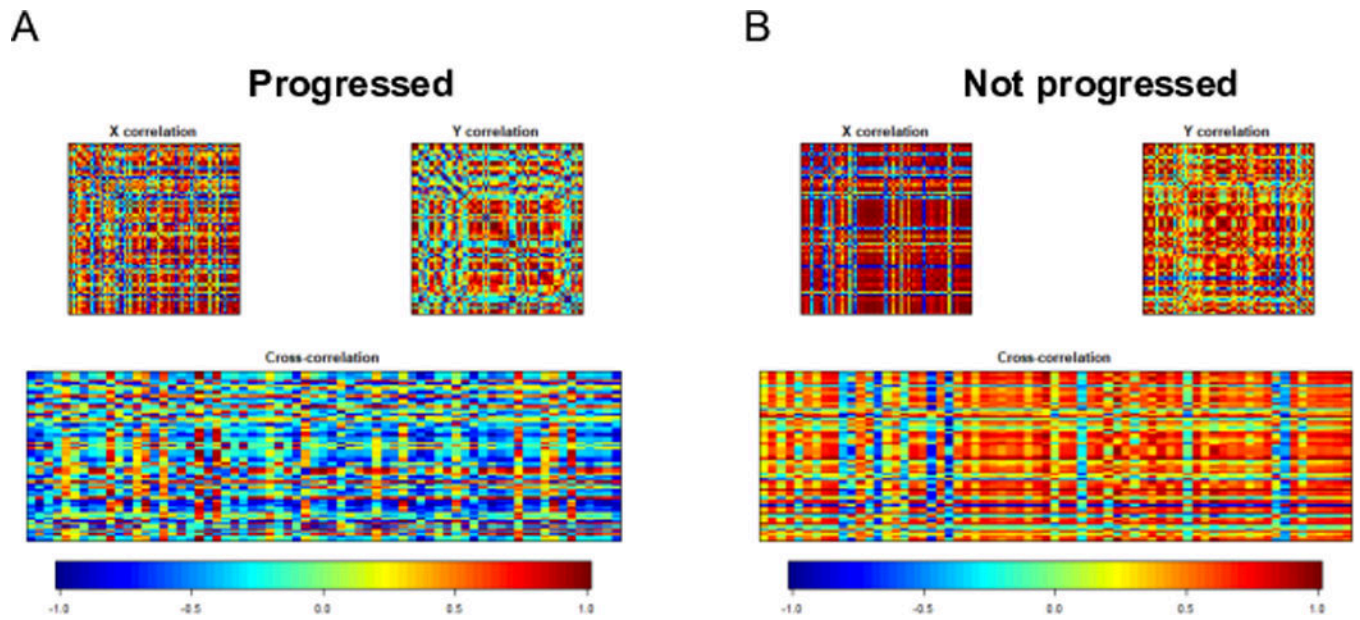 A
Progressed
X correlation
Y correlation
Cross-correlation
-1.0 -0.5 0.0 0.5 1.0
B
Not progressed
X correlation
Y correlation
Cross-correlation
-1.0 -0.5 0.0 0.5 1.0